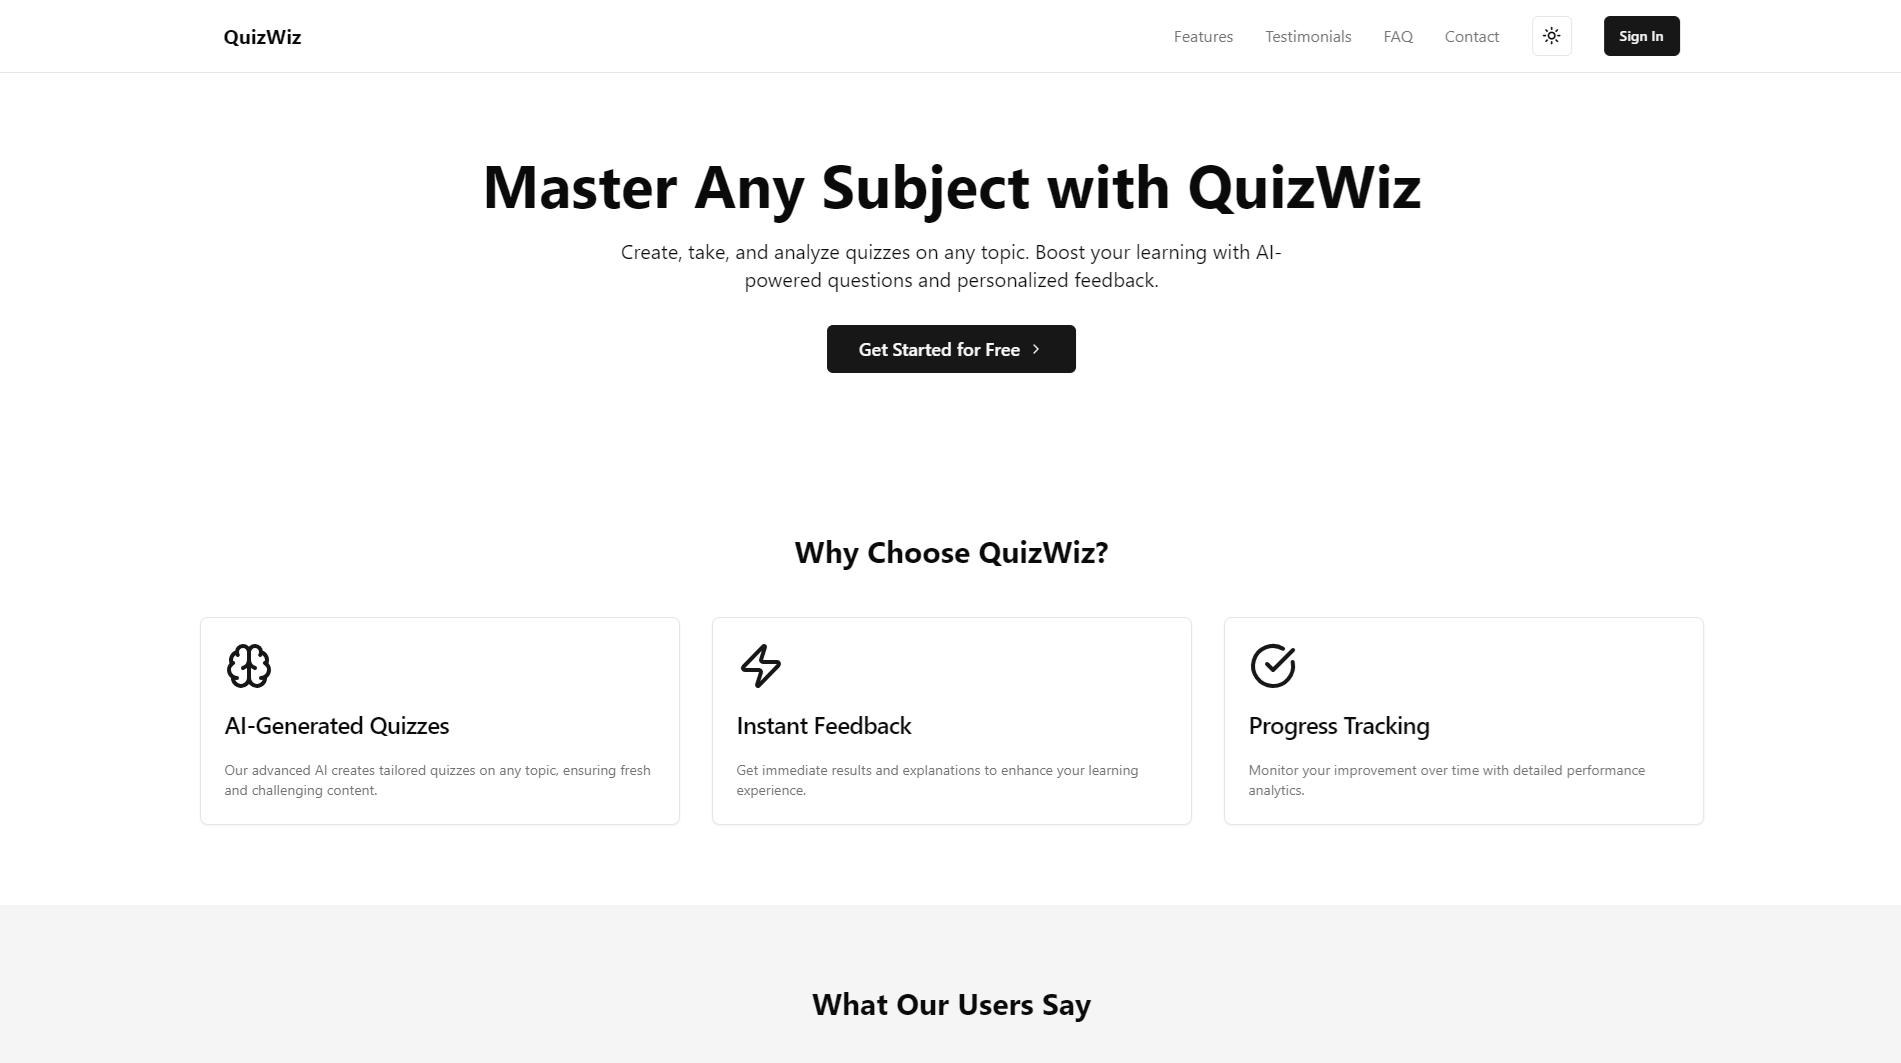 QuizWiz
Features
Testimonials
FAQ
Contact
Sign In
Master Any Subject with QuizWiz
Create, take, and analyze quizzes on any topic. Boost your learning with AI-
powered questions and personalized feedback.
Get Started for Free
Why Choose QuizWiz?
AI-Generated Quizzes
Our advanced AI creates tailored quizzes on any topic, ensuring fresh
and challenging content.
Instant Feedback
Get immediate results and explanations to enhance your learning
experience.
Progress Tracking
Monitor your improvement over time with detailed performance
analytics.
What Our Users Say